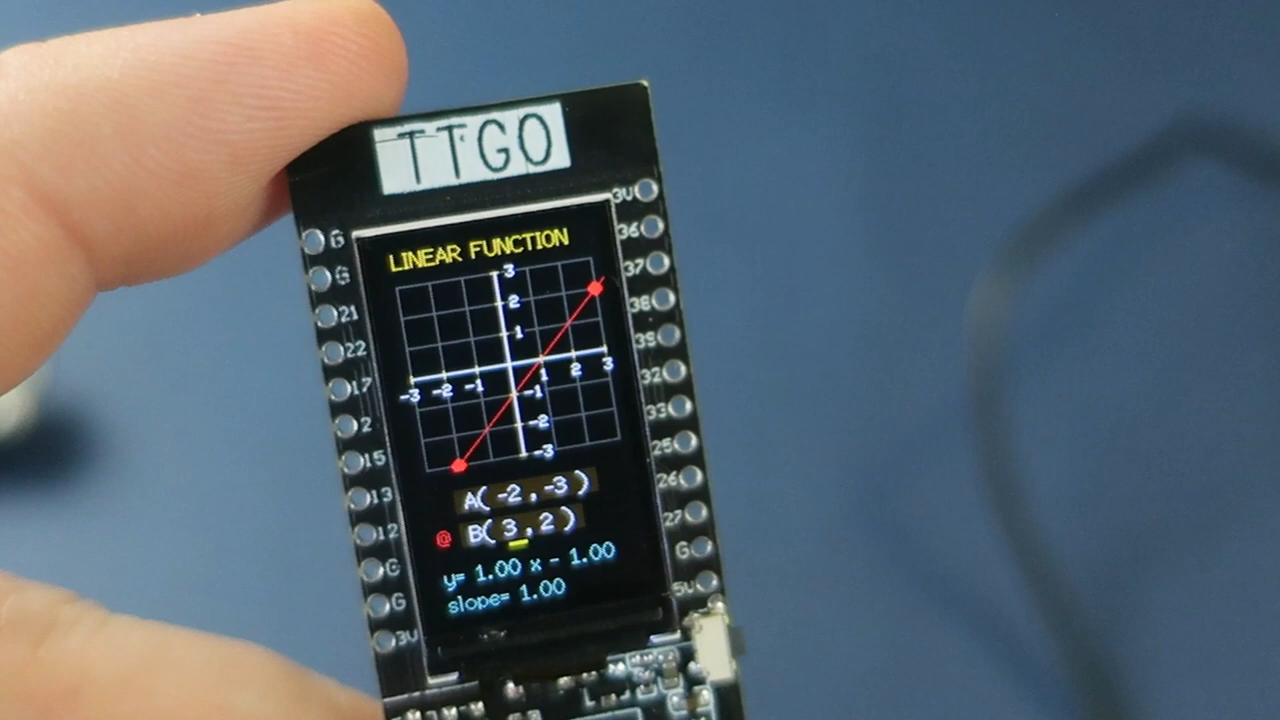 TTGO
LINEAR FUNCTION
3
2
1
-3 -2 -1 1 2 3
-1
-2
-3
A( -2 , -3 )
@ B( 3 , 2 )
y= 1.00 x - 1.00
slope= 1.00
G
G
21
22
17
2
15
13
12
G
G
3V
3V
36
37
38
39
32
33
25
26
27
G
5V